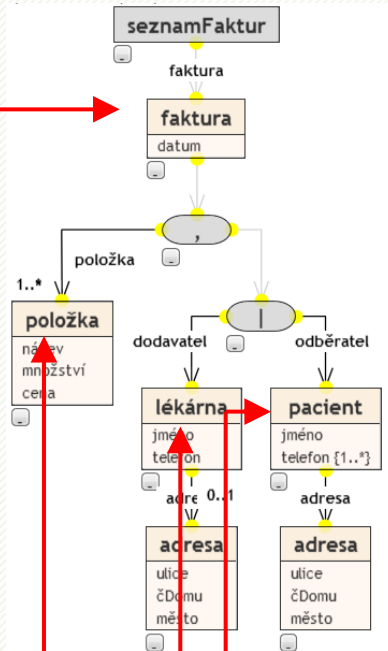 seznamFaktur
faktura
faktura
datum
,
položka
1..*
|
položka
název
množství
cena
dodavatel
odběratel
lékárna
jméno
telefon
pacient
jméno
telefon {1..*}
0..1
adresa
adresa
ulice
čDomu
město
adresa
ulice
čDomu
město